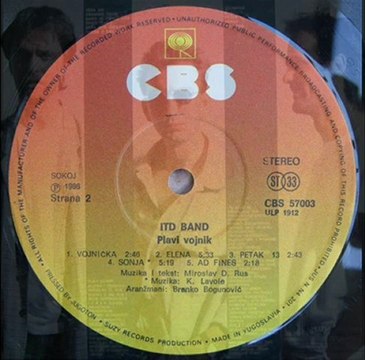 CBS
ALL RIGHTS OF THE MANUFACTURER AND OF THE OWNER OF THE RECORDED WORK RESERVED • UNAUTHORIZED PUBLIC PERFORMANCE BROADCASTING AND COPYING OF THIS RECORD PROHIBITED
SOKOJ
℗ 1986
Strana 2
STEREO
ST 33
CBS 57003
ULP 1912
ITD BAND
Plavi vojnik
1. VOJNIČKA 2:46 2. ELENA 5:33 3. PETAK 13 2:43
4. SONJA* 5:19 5. AD FINES 2:18
Muzika i tekst: Miroslav D. Rus
* Muzika: K. Lavoie
Aranžmani: Branko Bogunović
PRESSED BY JUGOTON • SUZY RECORDS PRODUCTION • MADE IN YUGOSLAVIA •